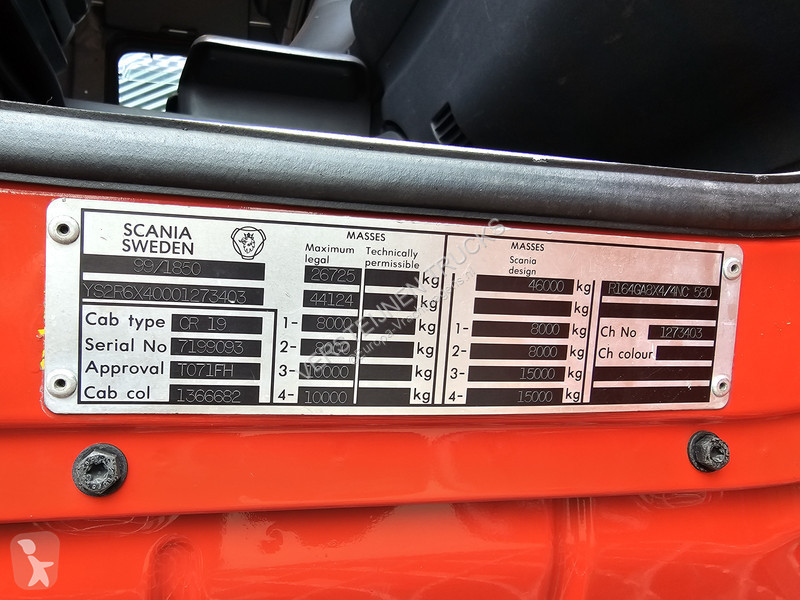 SCANIA
SWEDEN
99/1850
YS2R6X40001273403
Cab type CR 19
Serial No 7199093
Approval T071FH
Cab col 1366682
MASSES
Maximum legal
Technically permissible
26725 kg
44124 kg
1- 8000 kg
2- kg
3- kg
4- 10000 kg
MASSES
Scania design
46000 kg
kg
1- 8000 kg
2- 8000 kg
3- 15000 kg
4- 15000 kg
R164GA8X4/4NC 580
Ch No 1273403
Ch colour
VERSTEIJNEN TRUCKS